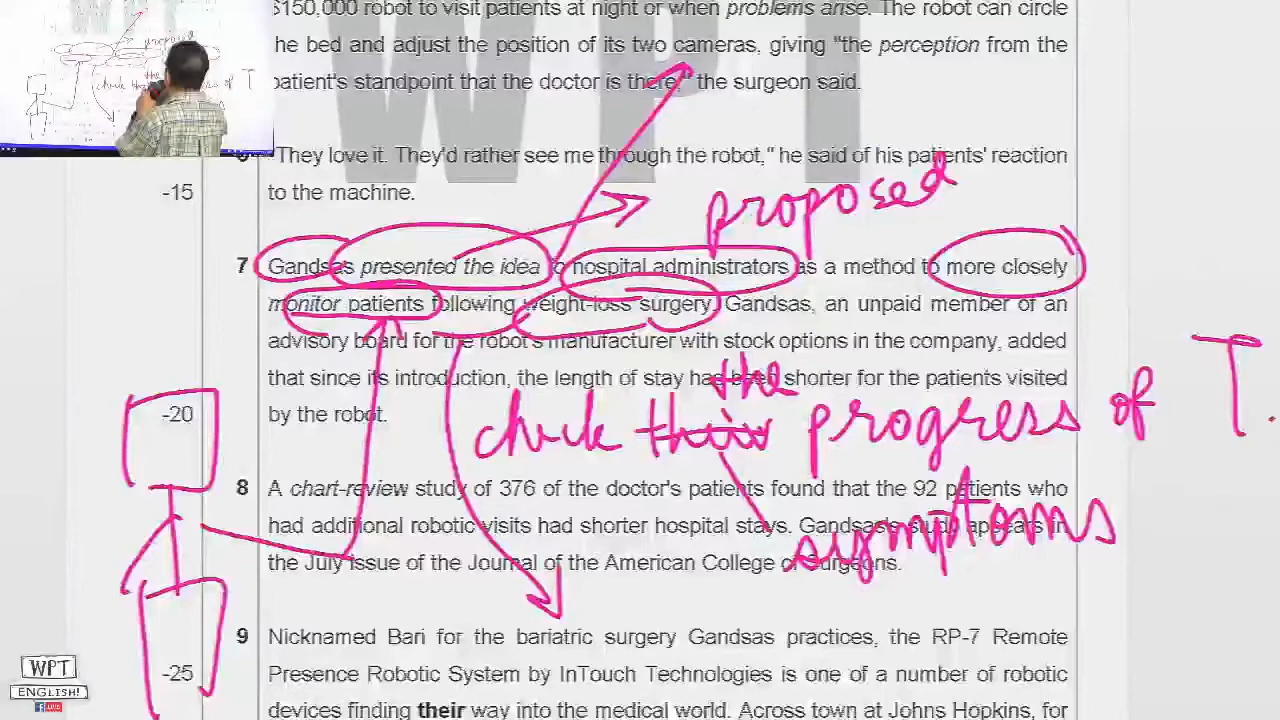 $150,000 robot to visit patients at night or when problems arise. The robot can circle
he bed and adjust the position of its two cameras, giving "the perception from the
patient's standpoint that the doctor is there," the surgeon said.
"They love it. They'd rather see me through the robot," he said of his patients' reaction
-15 to the machine.
proposed
7 Gandsas presented the idea to hospital administrators as a method to more closely
monitor patients following weight-loss surgery. Gandsas, an unpaid member of an
advisory board for the robot's manufacturer with stock options in the company, added
that since its introduction, the length of stay had been shorter for the patients visited
-20 by the robot.
the
check their progress of T.
symptoms
8 A chart-review study of 376 of the doctor's patients found that the 92 patients who
had additional robotic visits had shorter hospital stays. Gandsas's study appears in
the July issue of the Journal of the American College of Surgeons.
9 Nicknamed Bari for the bariatric surgery Gandsas practices, the RP-7 Remote
-25 Presence Robotic System by InTouch Technologies is one of a number of robotic
devices finding their way into the medical world. Across town at Johns Hopkins, for
WPT
ENGLISH!
WPT